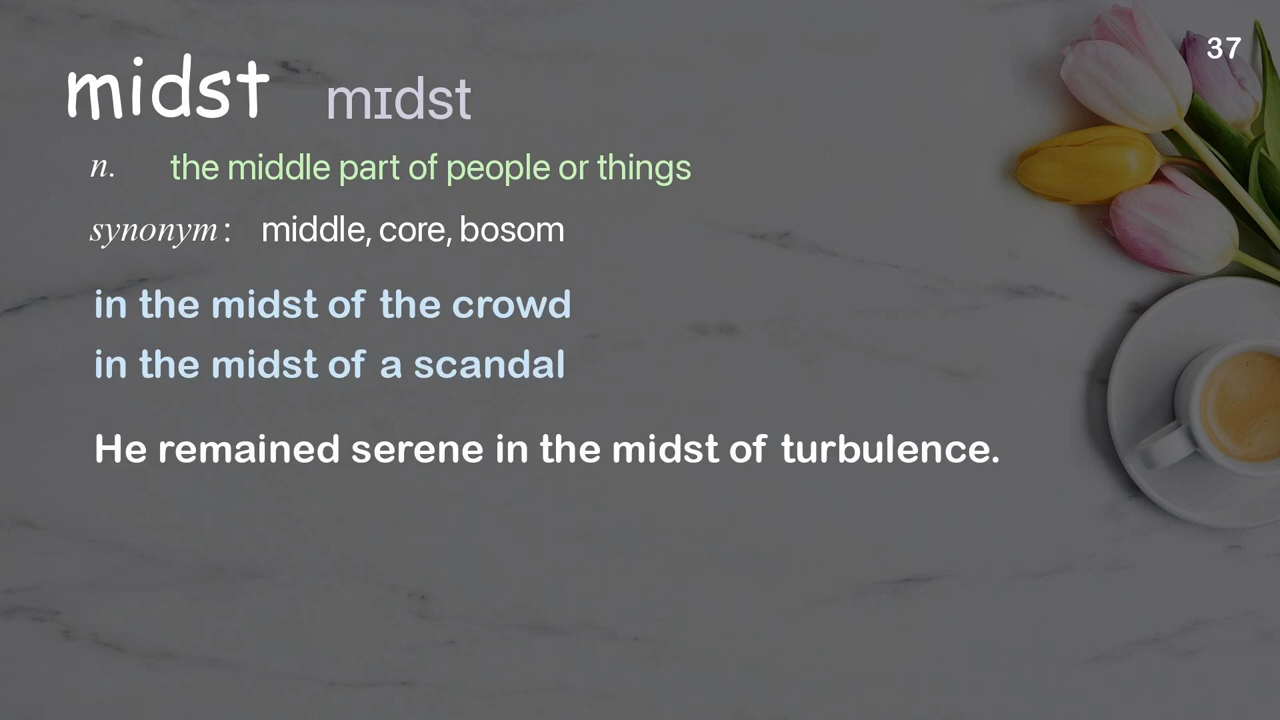 37
midst mɪdst
n. the middle part of people or things
synonym: middle, core, bosom
in the midst of the crowd
in the midst of a scandal
He remained serene in the midst of turbulence.